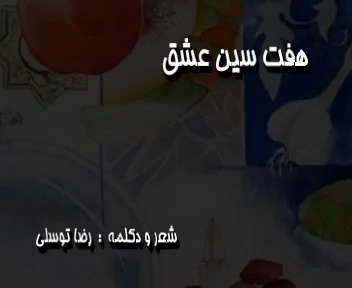 هفت سین عشق
شعر و دکلمه : رضا توسلی